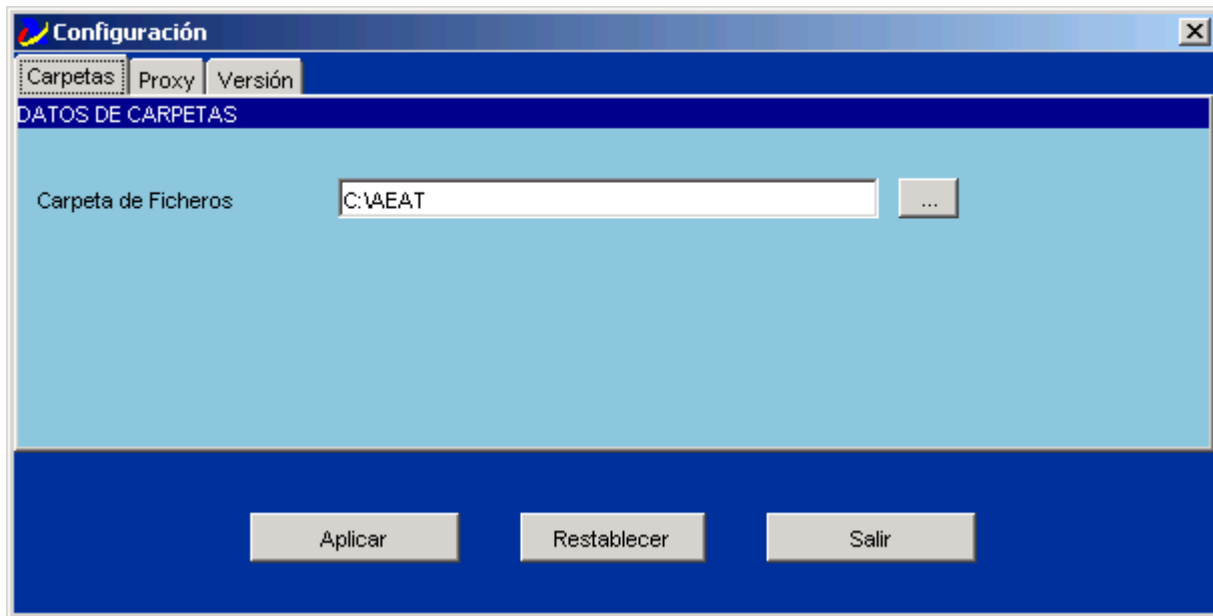 Configuración
Carpetas Proxy Versión
DATOS DE CARPETAS
Carpeta de Ficheros C:\AEAT ...
Aplicar Restablecer Salir